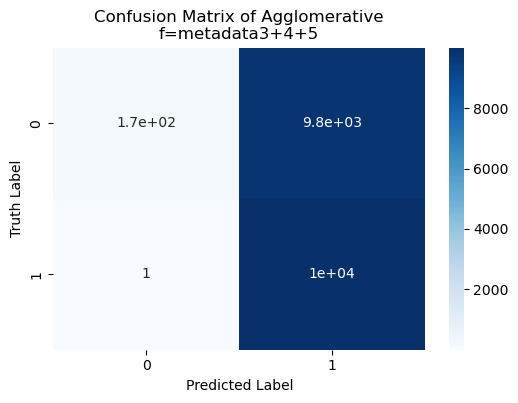 Confusion Matrix of Agglomerative
f=metadata3+4+5
0
1.7e+02
9.8e+03
8000
6000
Truth Label
4000
1
1
1e+04
2000
0
1
Predicted Label